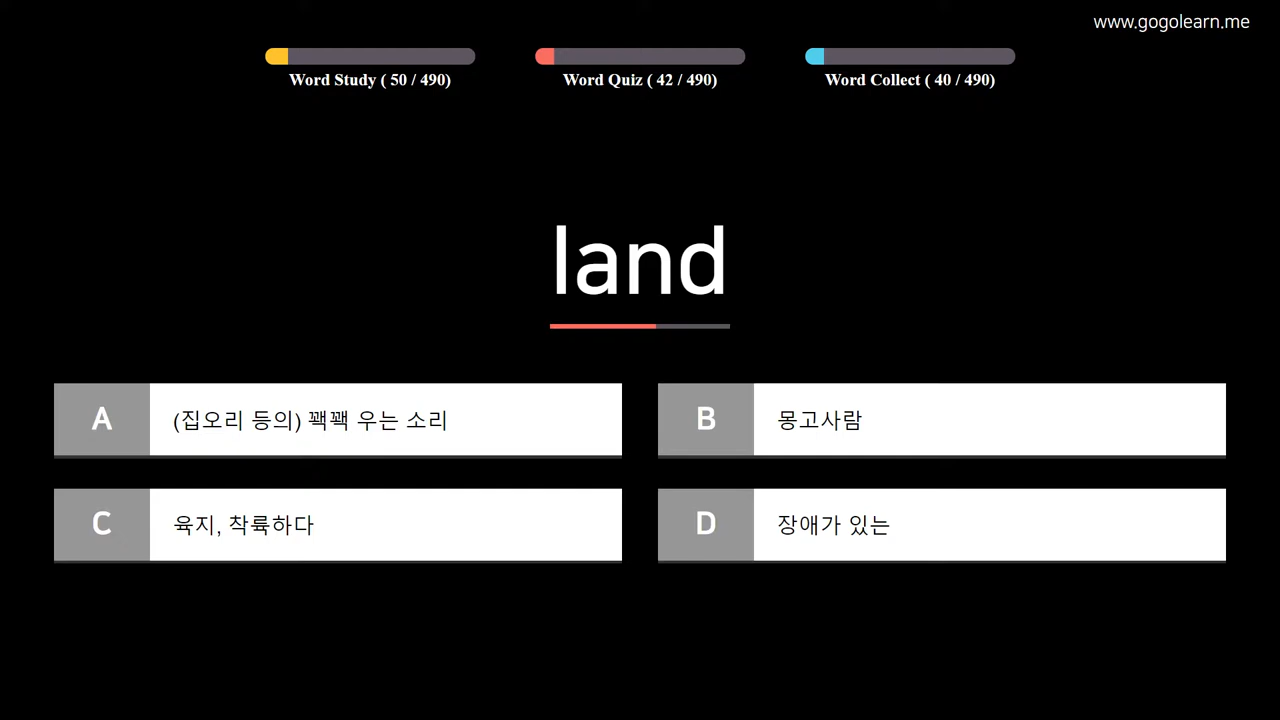 www.gogolearn.me
Word Study ( 50 / 490)
Word Quiz ( 42 / 490)
Word Collect ( 40 / 490)
land
A
(집오리 등의) 꽥꽥 우는 소리
B
몽고사람
C
육지, 착륙하다
D
장애가 있는